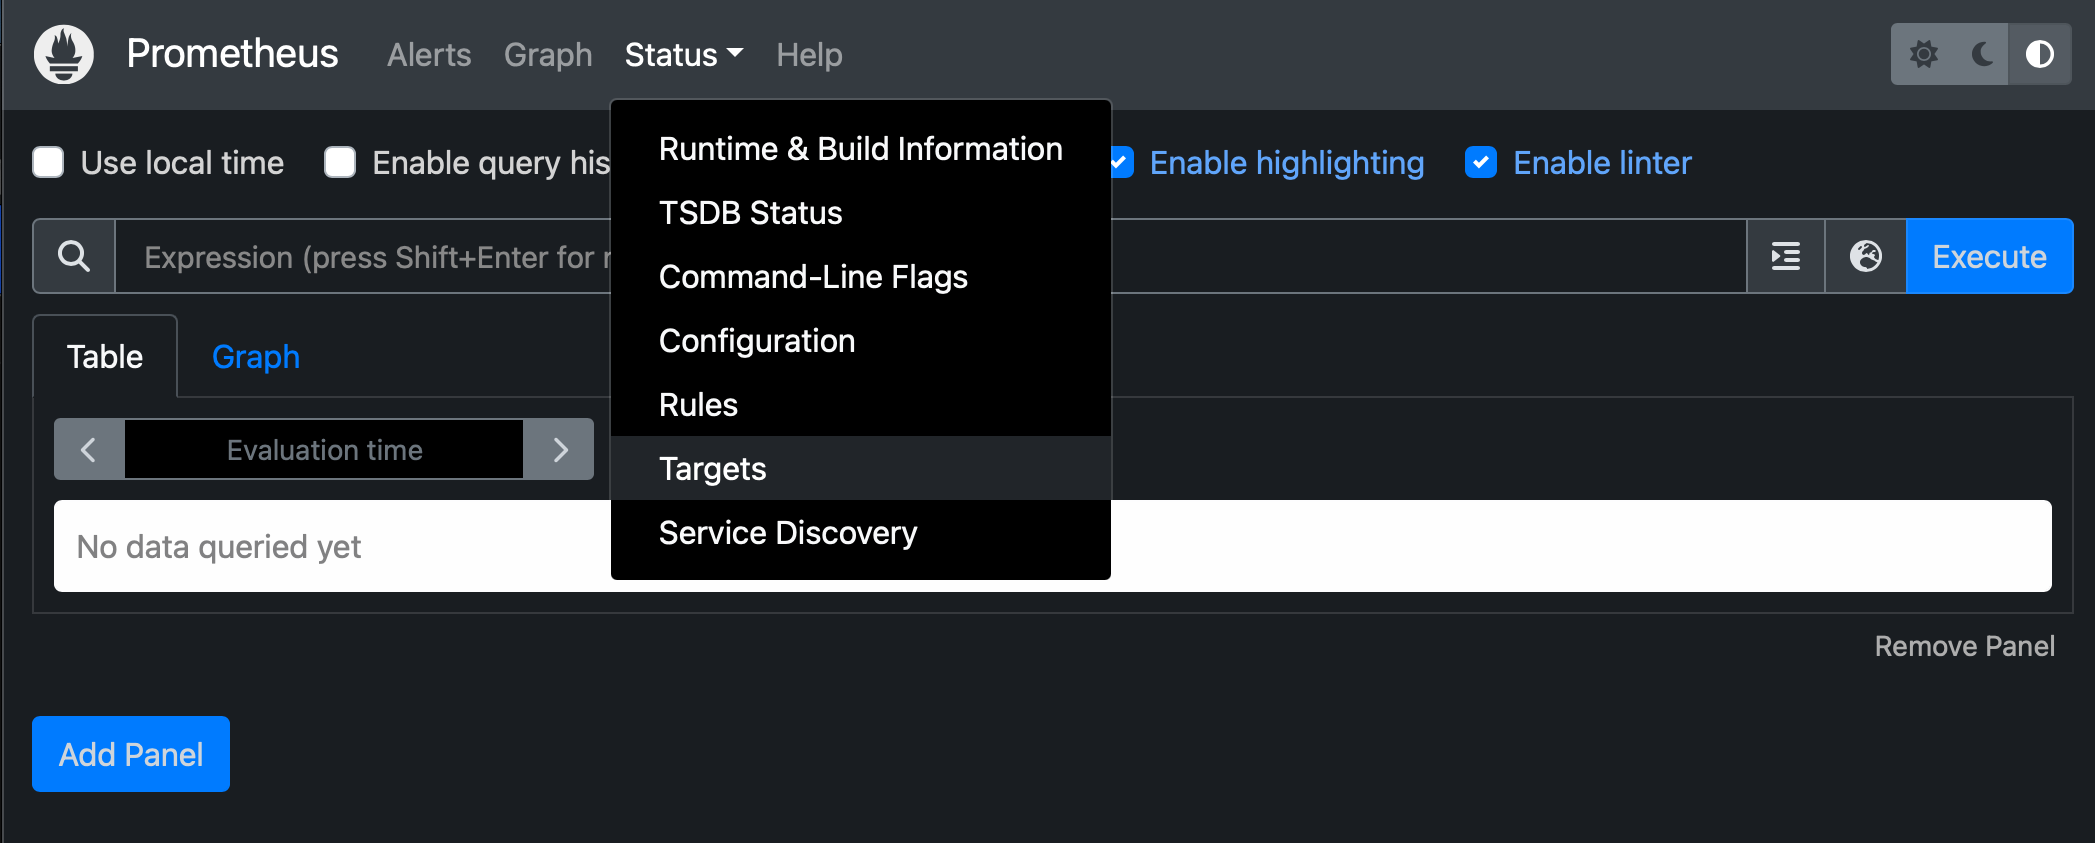 Prometheus Alerts Graph Status Help
Runtime & Build Information
TSDB Status
Command-Line Flags
Configuration
Rules
Targets
Service Discovery
Use local time Enable query his Enable highlighting Enable linter
Expression (press Shift+Enter for Execute
Table Graph
Evaluation time
No data queried yet
Remove Panel
Add Panel